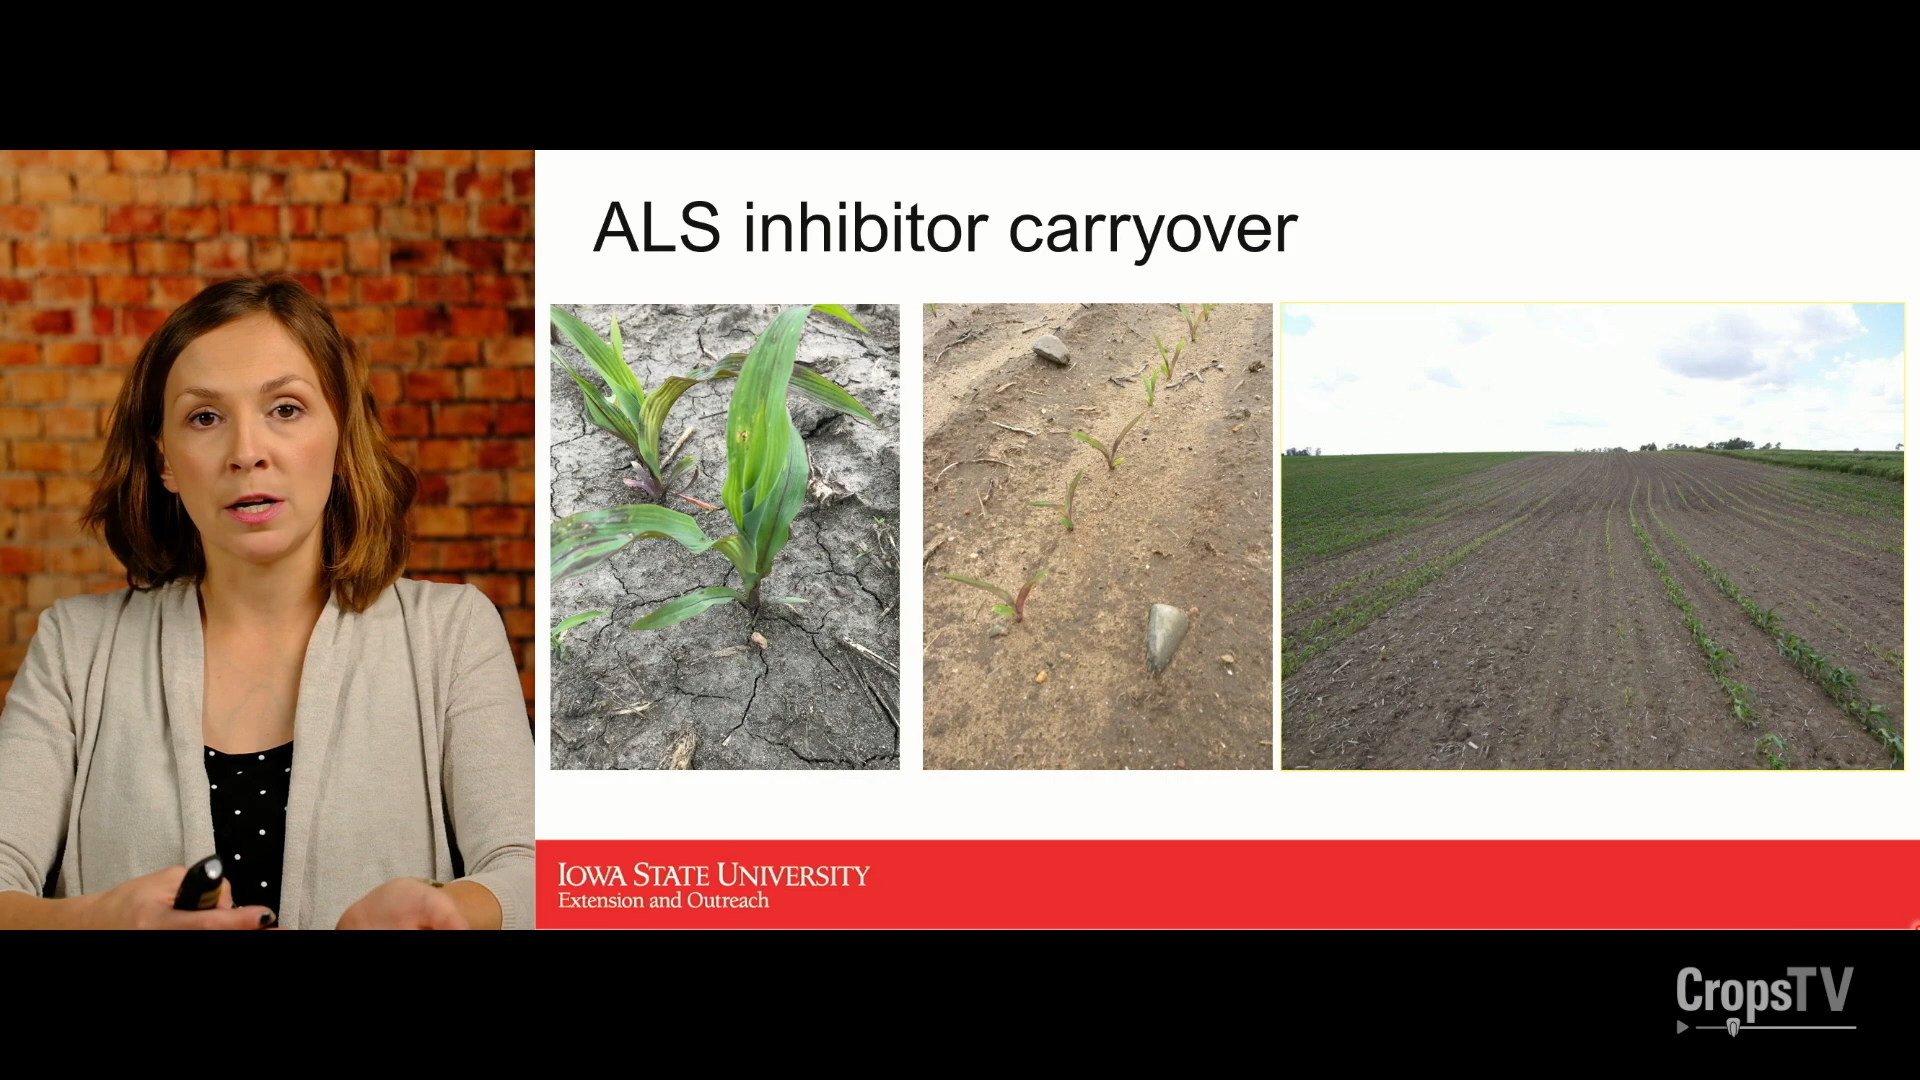 ALS inhibitor carryover
IOWA STATE UNIVERSITY
Extension and Outreach
CropsTV